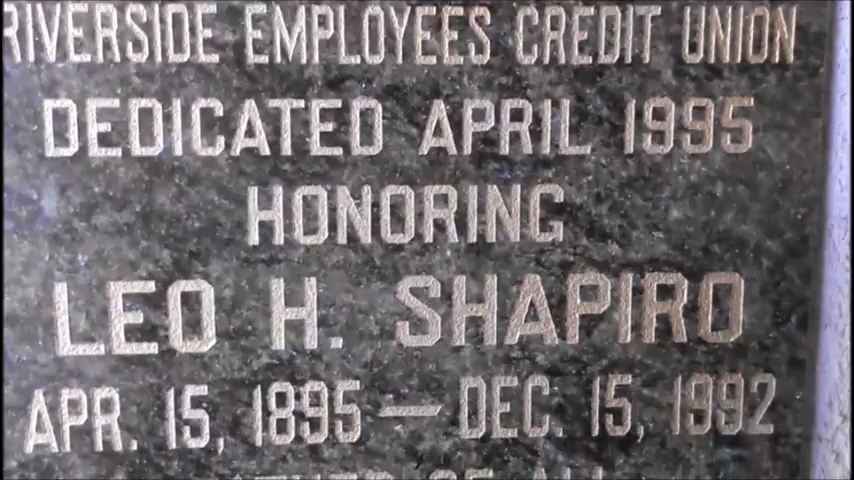 RIVERSIDE EMPLOYEES CREDIT UNION
DEDICATED APRIL 1995
HONORING
LEO H. SHAPIRO
APR. 15, 1895 — DEC. 15, 1992